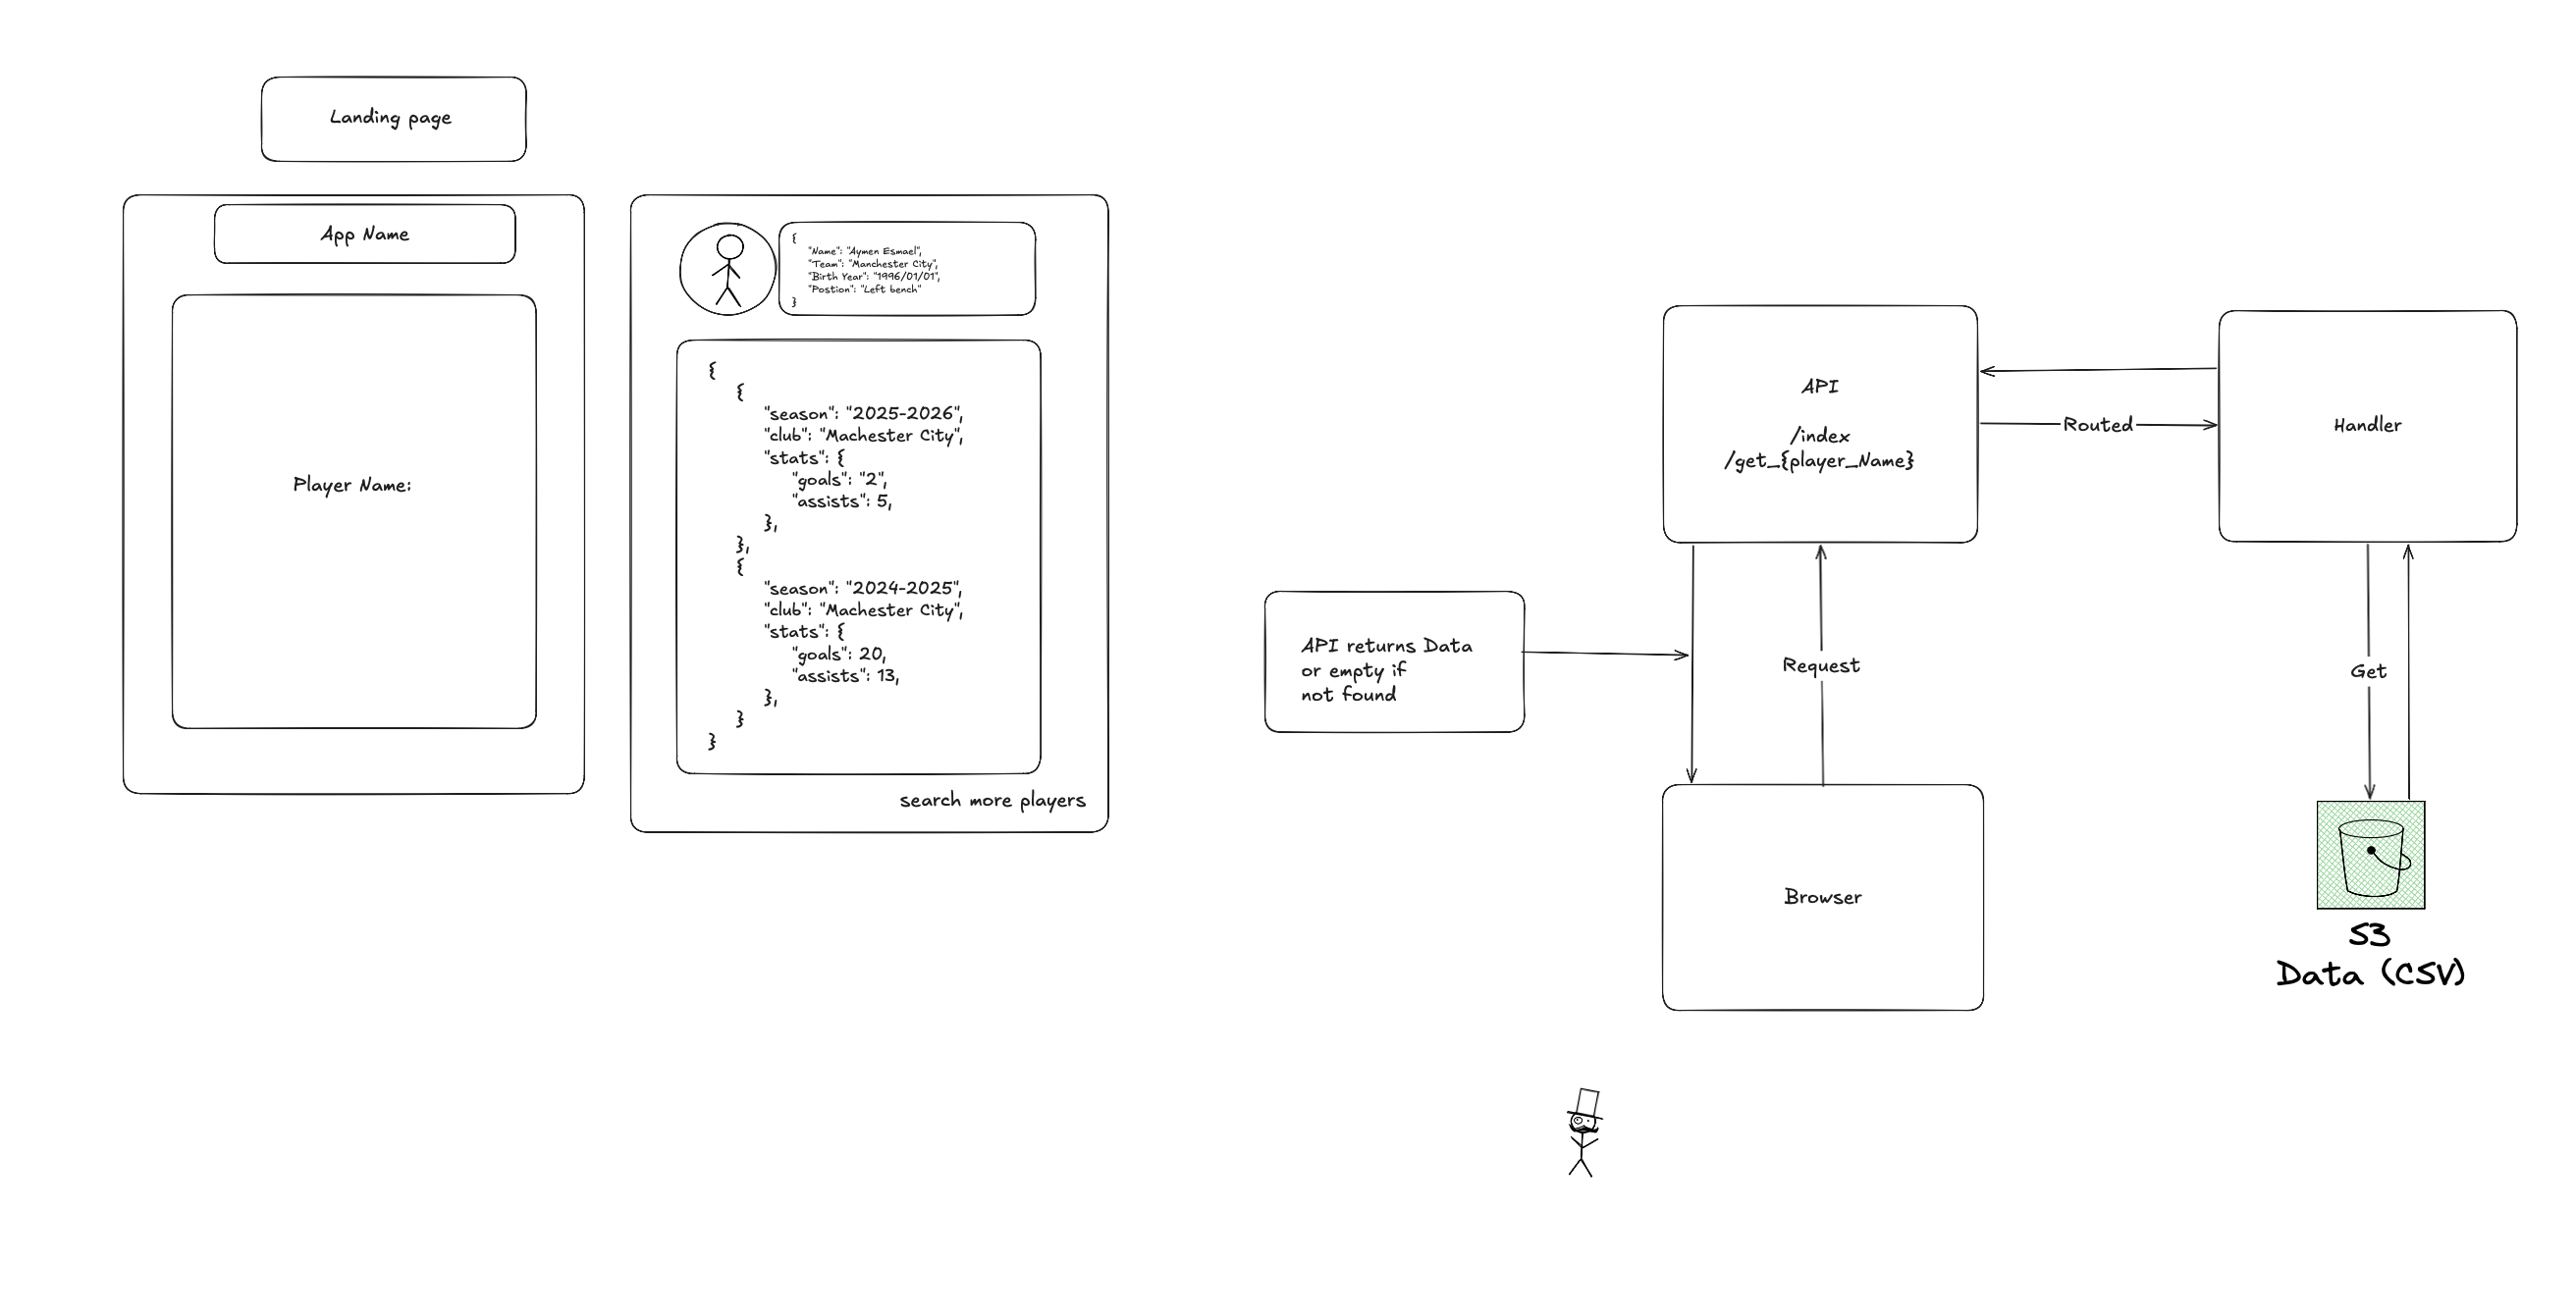 Landing page
App Name
Player Name:
{
"Name": "Aymen Esmael",
"Team": "Manchester City",
"Birth Year": "1996/01/01",
"Postion": "Left bench"
}
{
{
"season": "2025-2026",
"club": "Machester City",
"stats": {
"goals": "2",
"assists": 5,
},
},
{
"season": "2024-2025",
"club": "Machester City",
"stats": {
"goals": 20,
"assists": 13,
},
}
}
search more players
API
/index
/get_{player_Name}
Routed
Handler
API returns Data
or empty if
not found
Request
Get
Browser
S3
Data (CSV)